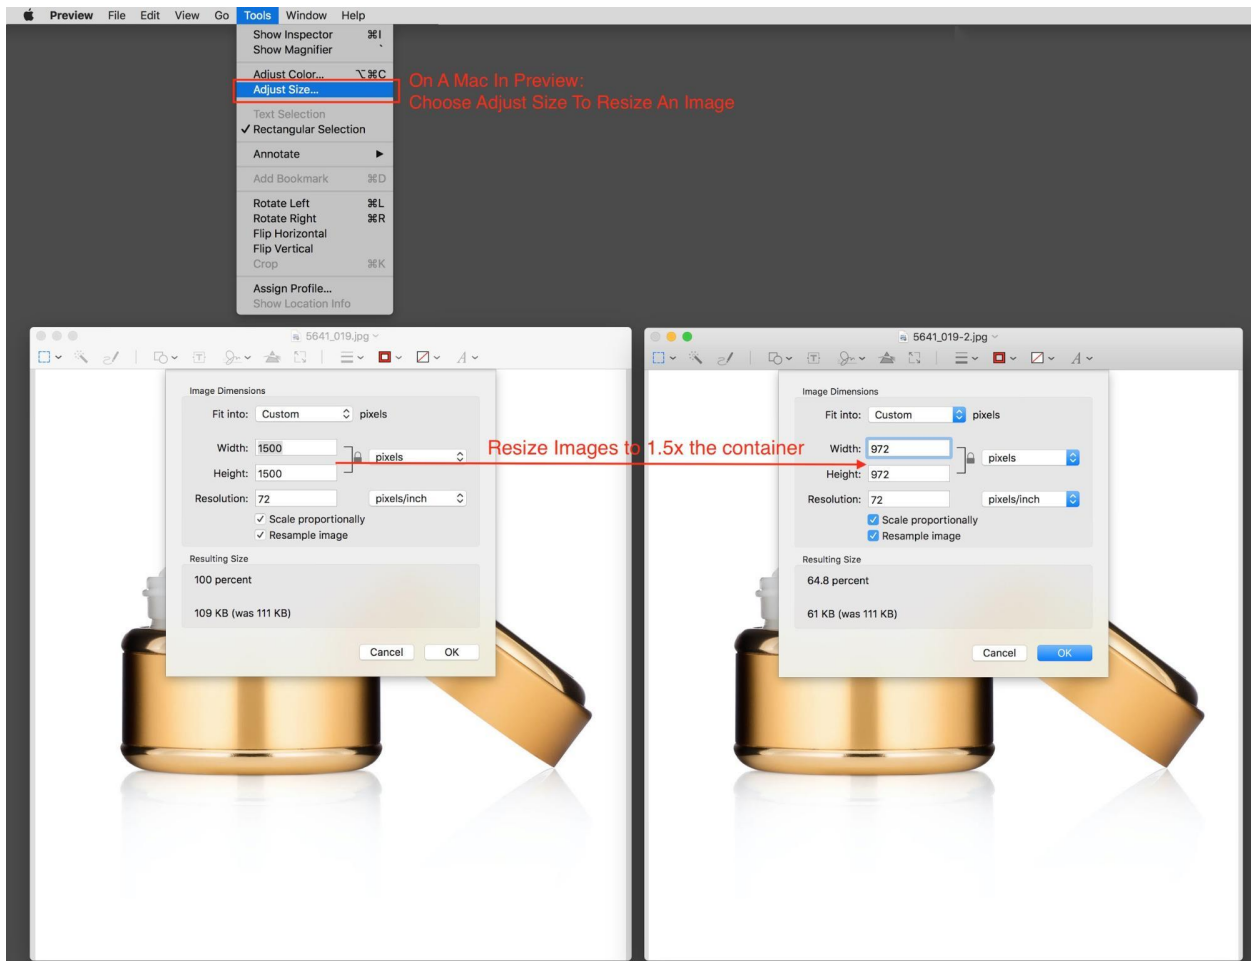 Preview File Edit View Go Tools Window Help
Show Inspector ⌘I
Show Magnifier `
Adjust Color... ⌥⌘C
Adjust Size...
On A Mac In Preview:
Choose Adjust Size To Resize An Image
Text Selection
✓ Rectangular Selection
Annotate ▶
Add Bookmark ⌘D
Rotate Left ⌘L
Rotate Right ⌘R
Flip Horizontal
Flip Vertical
Crop ⌘K
Assign Profile...
Show Location Info
5641_019.jpg
Image Dimensions
Fit into: Custom pixels
Width: 1500
pixels
Height: 1500
Resolution: 72 pixels/inch
✓ Scale proportionally
✓ Resample image
Resulting Size
100 percent
109 KB (was 111 KB)
Cancel OK
Resize Images to 1.5x the container
5641_019-2.jpg
Image Dimensions
Fit into: Custom pixels
Width: 972
pixels
Height: 972
Resolution: 72 pixels/inch
✓ Scale proportionally
✓ Resample image
Resulting Size
64.8 percent
61 KB (was 111 KB)
Cancel OK